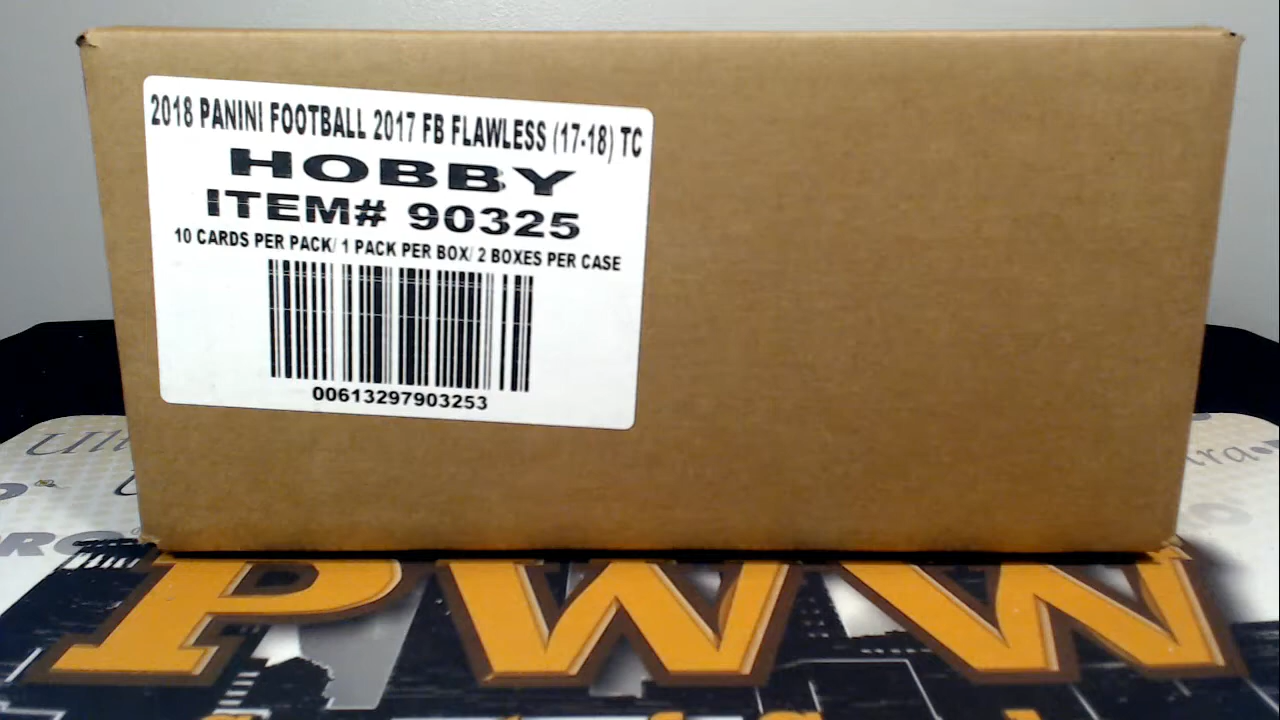 2018 PANINI FOOTBALL 2017 FB FLAWLESS (17-18) TC
HOBBY
ITEM# 90325
10 CARDS PER PACK/ 1 PACK PER BOX/ 2 BOXES PER CASE
00613297903253
PWW